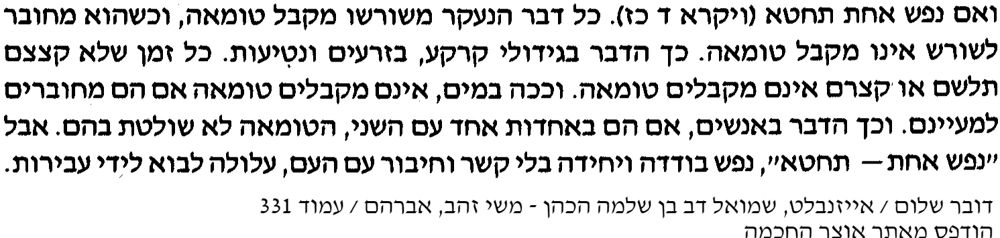 ואם נפש אחת תחטא (ויקרא ד כז). כל דבר הנעקר משורשו מקבל טומאה, וכשהוא מחובר
לשורש אינו מקבל טומאה. כך הדבר בגידולי קרקע, בזרעים ונטיעות. כל זמן שלא קצצם
תלשם או קצרם אינם מקבלים טומאה. וככה במים, אינם מקבלים טומאה אם הם מחוברים
למעיינם. וכך הדבר באנשים, אם הם באחדות אחד עם השני, הטומאה לא שולטת בהם. אבל
"נפש אחת — תחטא", נפש בודדה ויחידה בלי קשר וחיבור עם העם, עלולה לבוא לידי עבירות.
דובר שלום / אייזנבלט, שמואל דב בן שלמה הכהן - משי זהב, אברהם / עמוד 331
הודפס מאתר אוצר החכמה